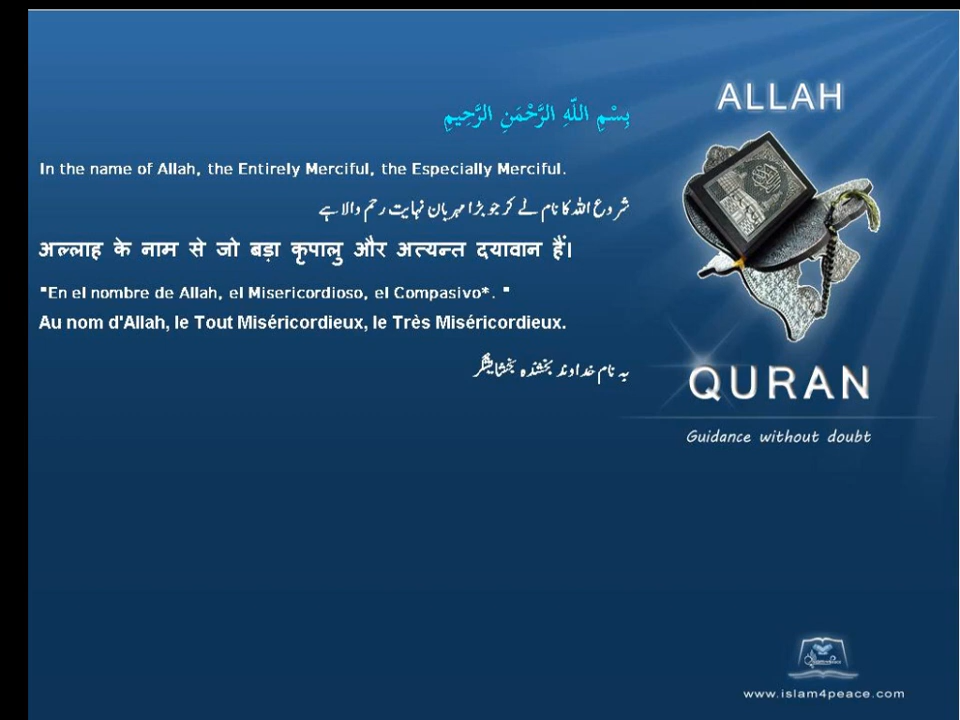 بِسْمِ اللّهِ الرَّحْمَنِ الرَّحِيمِ
In the name of Allah, the Entirely Merciful, the Especially Merciful.
شروع الله کا نام لے کر جو بڑا مہربان نہایت رحم والا ہے
अल्लाह के नाम से जो बड़ा कृपालु और अत्यन्त दयावान हैं।
"En el nombre de Allah, el Misericordioso, el Compasivo*. "
Au nom d'Allah, le Tout Miséricordieux, le Très Miséricordieux.
به نام خداوند بخشنده بخشایشگر
ALLAH
QURAN
Guidance without doubt
www.islam4peace.com